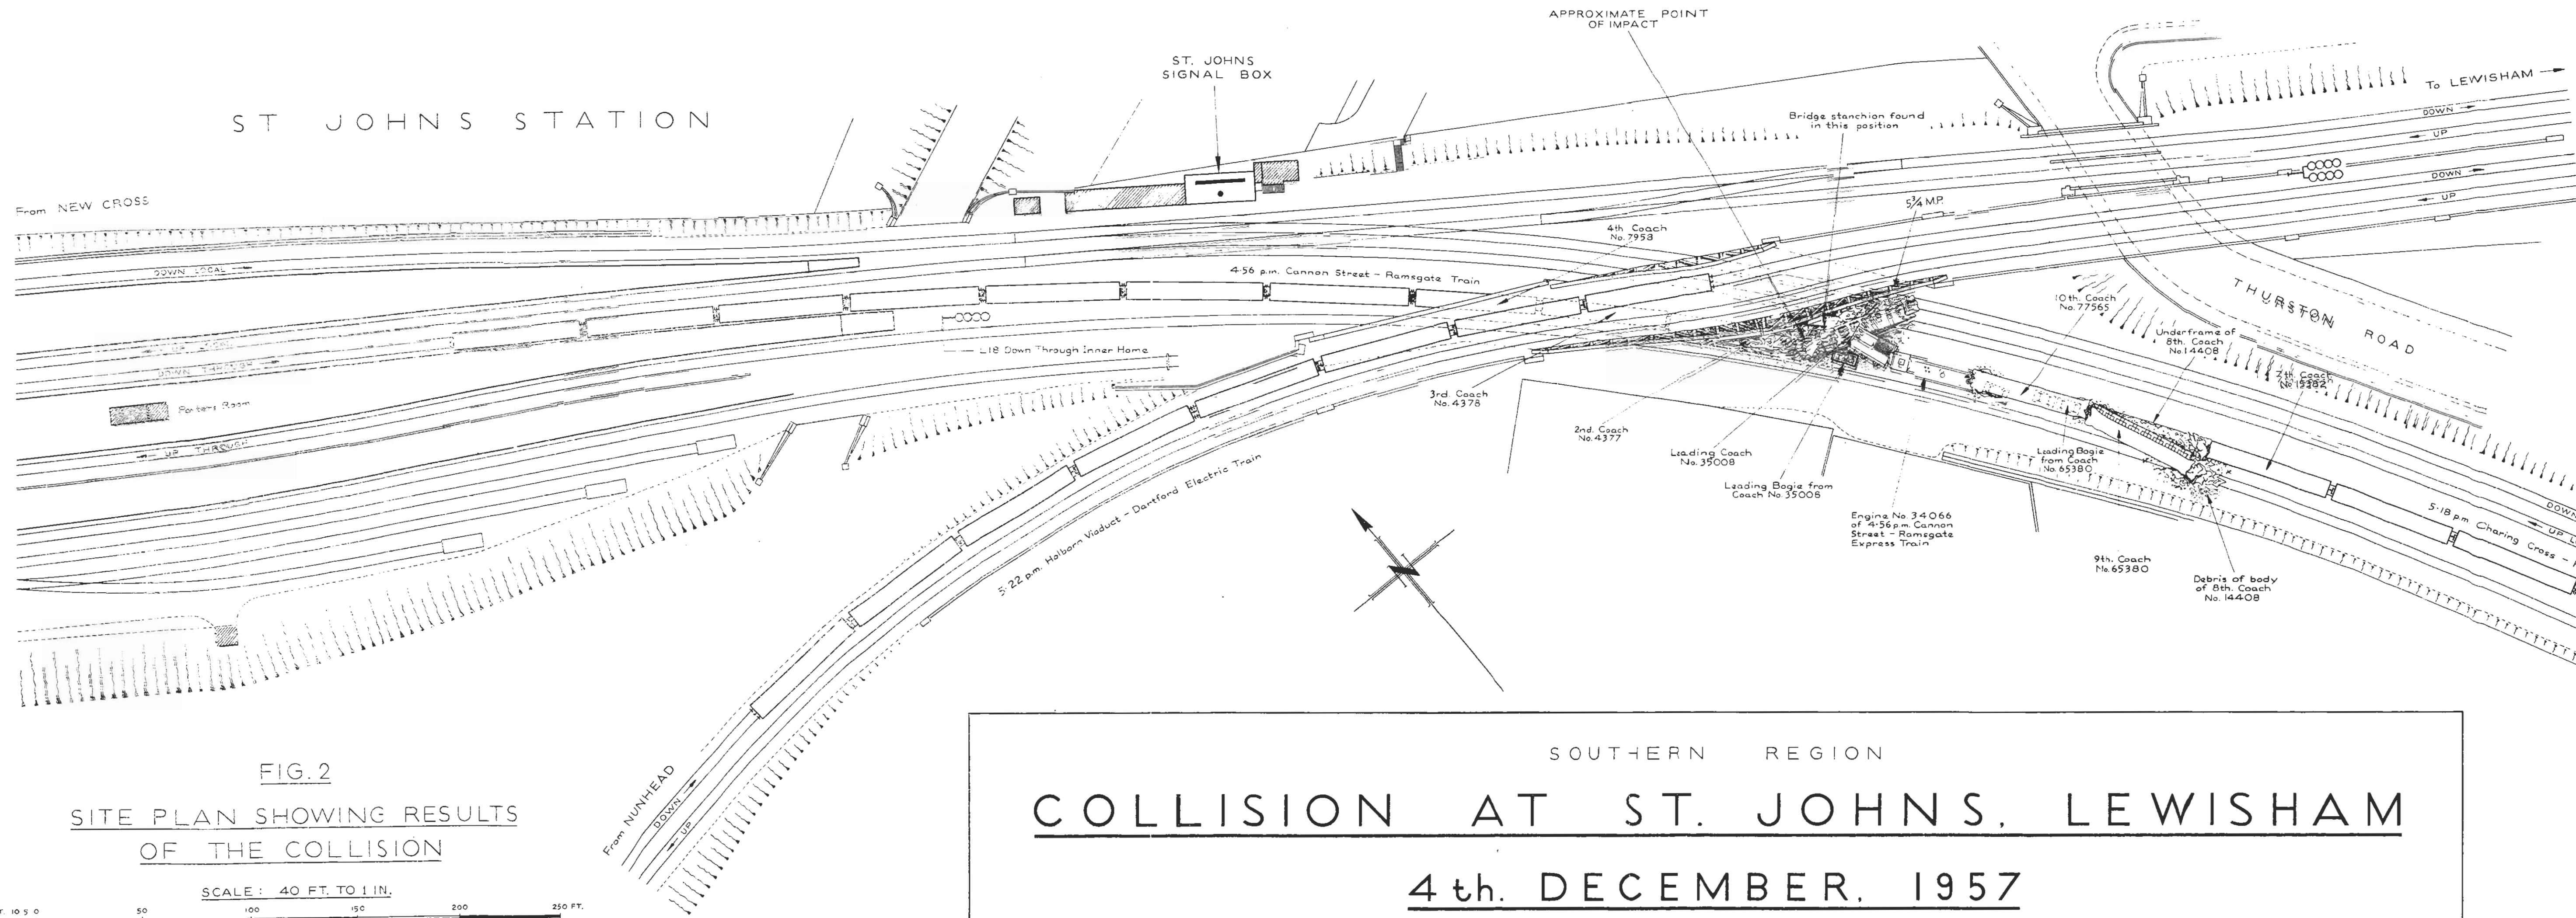 APPROXIMATE POINT
OF IMPACT
ST. JOHNS
SIGNAL BOX
ST JOHNS STATION
To LEWISHAM
DOWN
UP
DOWN
UP
Bridge stanchion found
in this position
From NEW CROSS
5¾ M.P.
4th Coach
No. 7958
DOWN LOCAL
4·56 p.m. Cannon Street - Ramsgate Train
THURSTON ROAD
10th. Coach
No. 77565
Underframe of
8th. Coach
No. 14408
7th. Coach
No. 15382
L18 Down Through Inner Home
DOWN THROUGH
Porters Room
3rd. Coach
No. 4378
2nd. Coach
No. 4377
UP THROUGH
Leading Coach
No. 35008
Leading Bogie
from Coach
No. 65380
Leading Bogie from
Coach No. 35008
5·22 p.m. Holborn Viaduct - Dartford Electric Train
Engine No. 34066
of 4·56 p.m. Cannon
Street - Ramsgate
Express Train
DOWN
UP
5·18 p.m. Charing Cross -
9th. Coach
No. 65380
Debris of body
of 8th. Coach
No. 14408
From NUNHEAD
DOWN
UP
FIG. 2
SITE PLAN SHOWING RESULTS
OF THE COLLISION
SCALE: 40 FT. TO 1 IN.
10 5 0 50 100 150 200 250 FT.
SOUTHERN REGION
COLLISION AT ST. JOHNS, LEWISHAM
4th. DECEMBER, 1957